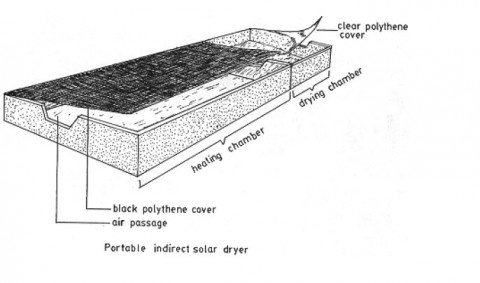 clear polythene
cover
drying chamber
heating chamber
black polythene cover
air passage
Portable indirect solar dryer